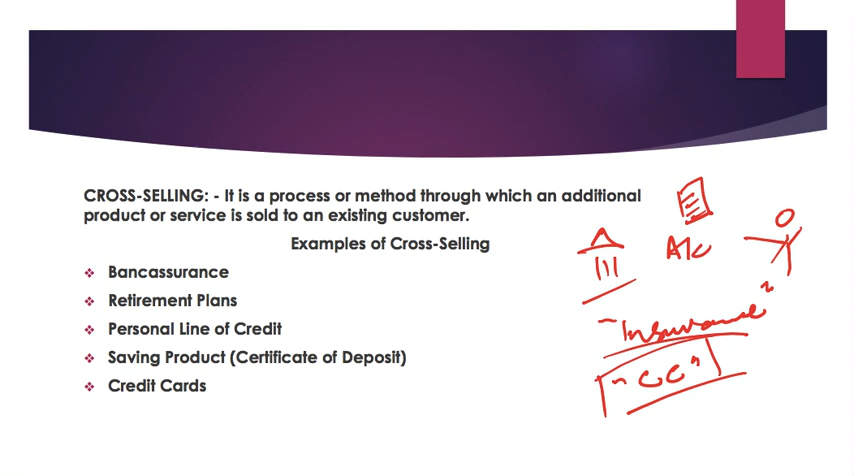 CROSS-SELLING: - It is a process or method through which an additional
product or service is sold to an existing customer.
Examples of Cross-Selling
Bancassurance
Retirement Plans
Personal Line of Credit
Saving Product (Certificate of Deposit)
Credit Cards
A/c
"Insurance"
"CC"